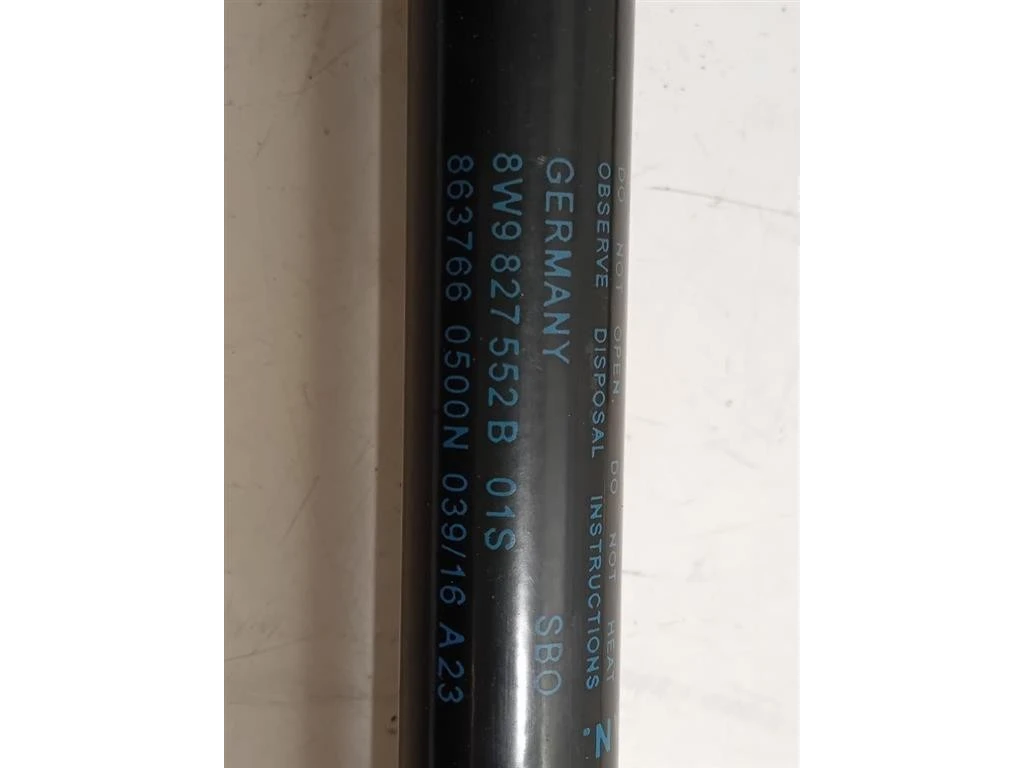 DO NOT OPEN. DO NOT HEAT
OBSERVE DISPOSAL INSTRUCTIONS
GERMANY SBO
8W9 827 552 B 01S
863766 0500N 039/16 A23